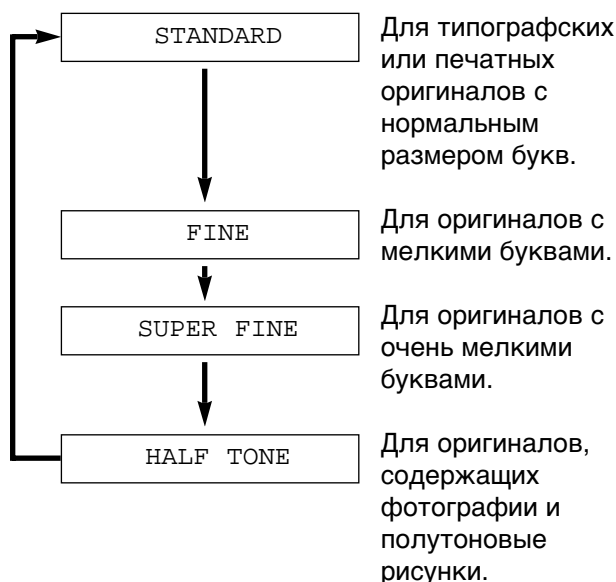 STANDARD
Для типографских
или печатных
оригиналов с
нормальным
размером букв.
FINE
Для оригиналов с
мелкими буквами.
SUPER FINE
Для оригиналов с
очень мелкими
буквами.
HALF TONE
Для оригиналов,
содержащих
фотографии и
полутоновые
рисунки.